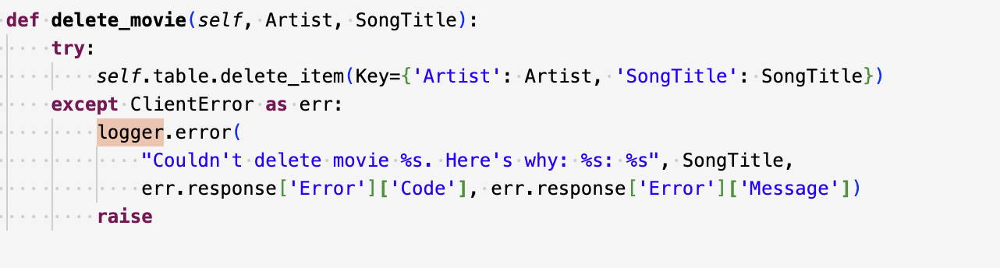 def delete_movie(self, Artist, SongTitle):
    try:
        self.table.delete_item(Key={'Artist': Artist, 'SongTitle': SongTitle})
    except ClientError as err:
        logger.error(
            "Couldn't delete movie %s. Here's why: %s: %s", SongTitle,
            err.response['Error']['Code'], err.response['Error']['Message'])
        raise